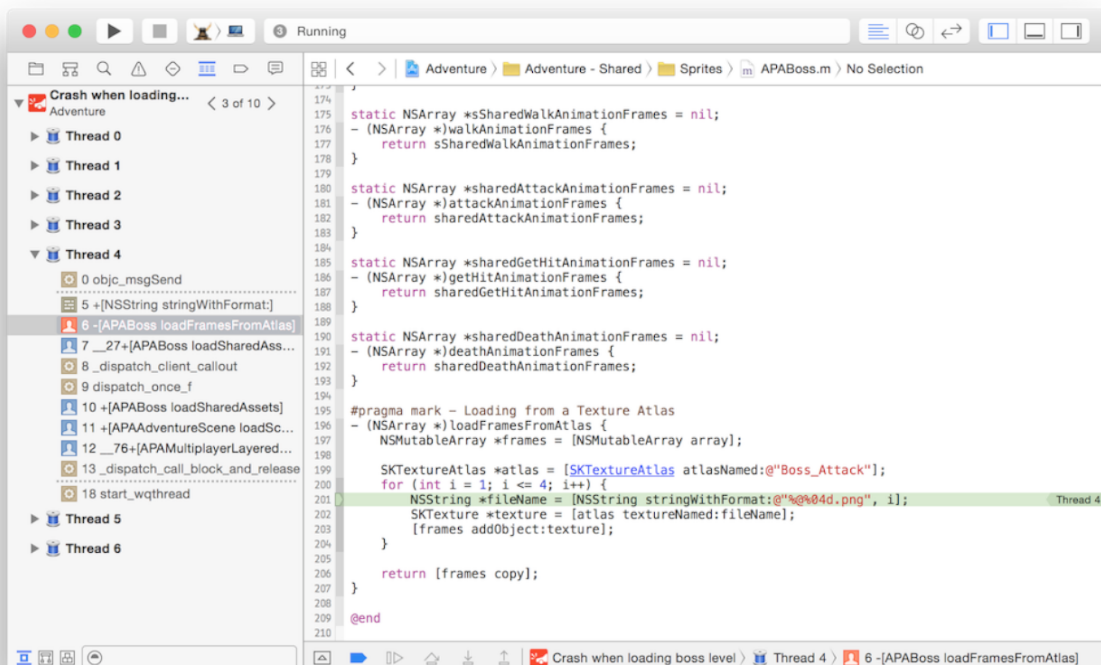 3 Running
Adventure Adventure - Shared Sprites m APABoss.m No Selection
Crash when loading... 3 of 10
Adventure
Thread 0
Thread 1
Thread 2
Thread 3
Thread 4
0 objc_msgSend
5 +[NSString stringWithFormat:]
6 -[APABoss loadFramesFromAtlas]
7 __27+[APABoss loadSharedAss...
8 _dispatch_client_callout
9 dispatch_once_f
10 +[APABoss loadSharedAssets]
11 +[APAAdventureScene loadSc...
12 __76+[APAMultiplayerLayered...
13 _dispatch_call_block_and_release
18 start_wqthread
Thread 5
Thread 6
173 }
174
175 static NSArray *sSharedWalkAnimationFrames = nil;
176 - (NSArray *)walkAnimationFrames {
177 return sSharedWalkAnimationFrames;
178 }
179
180 static NSArray *sharedAttackAnimationFrames = nil;
181 - (NSArray *)attackAnimationFrames {
182 return sharedAttackAnimationFrames;
183 }
184
185 static NSArray *sharedGetHitAnimationFrames = nil;
186 - (NSArray *)getHitAnimationFrames {
187 return sharedGetHitAnimationFrames;
188 }
189
190 static NSArray *sharedDeathAnimationFrames = nil;
191 - (NSArray *)deathAnimationFrames {
192 return sharedDeathAnimationFrames;
193 }
194
195 #pragma mark - Loading from a Texture Atlas
196 - (NSArray *)loadFramesFromAtlas {
197 NSMutableArray *frames = [NSMutableArray array];
198
199 SKTextureAtlas *atlas = [SKTextureAtlas atlasNamed:@"Boss_Attack"];
200 for (int i = 1; i <= 4; i++) {
201 NSString *fileName = [NSString stringWithFormat:@"%@%04d.png", i]; Thread 4
202 SKTexture *texture = [atlas textureNamed:fileName];
203 [frames addObject:texture];
204 }
205
206 return [frames copy];
207 }
208
209 @end
210
Crash when loading boss level Thread 4 6 -[APABoss loadFramesFromAtlas]